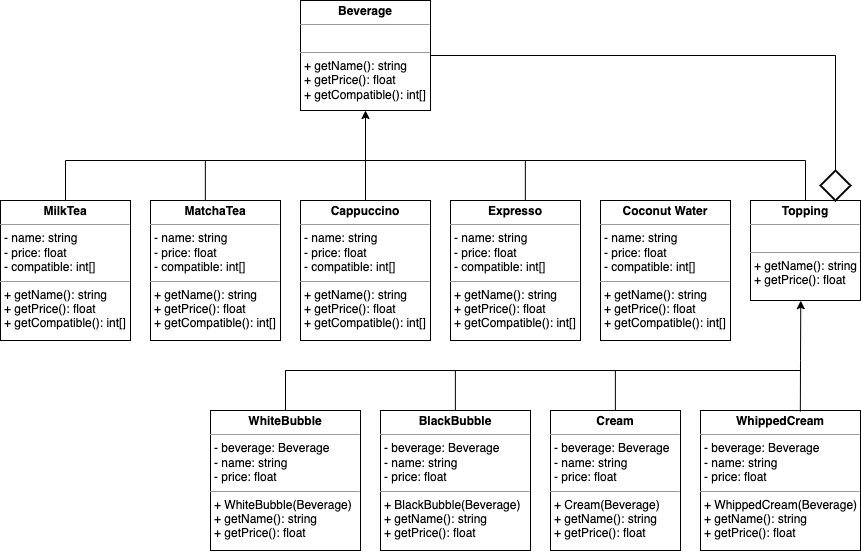 Beverage
+ getName(): string
+ getPrice(): float
+ getCompatible(): int[]
MilkTea
- name: string
- price: float
- compatible: int[]
+ getName(): string
+ getPrice(): float
+ getCompatible(): int[]
MatchaTea
- name: string
- price: float
- compatible: int[]
+ getName(): string
+ getPrice(): float
+ getCompatible(): int[]
Cappuccino
- name: string
- price: float
- compatible: int[]
+ getName(): string
+ getPrice(): float
+ getCompatible(): int[]
Expresso
- name: string
- price: float
- compatible: int[]
+ getName(): string
+ getPrice(): float
+ getCompatible(): int[]
Coconut Water
- name: string
- price: float
- compatible: int[]
+ getName(): string
+ getPrice(): float
+ getCompatible(): int[]
Topping
+ getName(): string
+ getPrice(): float
WhiteBubble
- beverage: Beverage
- name: string
- price: float
+ WhiteBubble(Beverage)
+ getName(): string
+ getPrice(): float
BlackBubble
- beverage: Beverage
- name: string
- price: float
+ BlackBubble(Beverage)
+ getName(): string
+ getPrice(): float
Cream
- beverage: Beverage
- name: string
- price: float
+ Cream(Beverage)
+ getName(): string
+ getPrice(): float
WhippedCream
- beverage: Beverage
- name: string
- price: float
+ WhippedCream(Beverage)
+ getName(): string
+ getPrice(): float